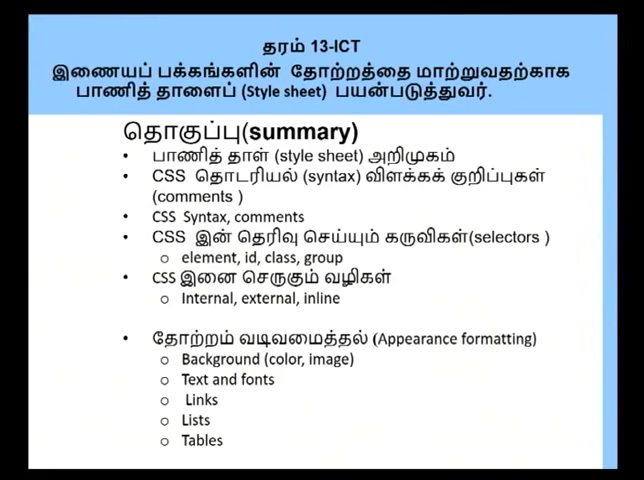 தரம் 13-ICT
இணையப் பக்கங்களின் தோற்றத்தை மாற்றுவதற்காக
பாணித் தாளைப் (Style sheet) பயன்படுத்துவர்.
தொகுப்பு(summary)
• பாணித் தாள் (style sheet) அறிமுகம்
• CSS தொடரியல் (syntax) விளக்கக் குறிப்புகள்
(comments )
• CSS Syntax, comments
• CSS இன் தெரிவு செய்யும் கருவிகள்(selectors )
o element, id, class, group
• CSS இனை செருகும் வழிகள்
o Internal, external, inline
• தோற்றம் வடிவமைத்தல் (Appearance formatting)
o Background (color, image)
o Text and fonts
o Links
o Lists
o Tables